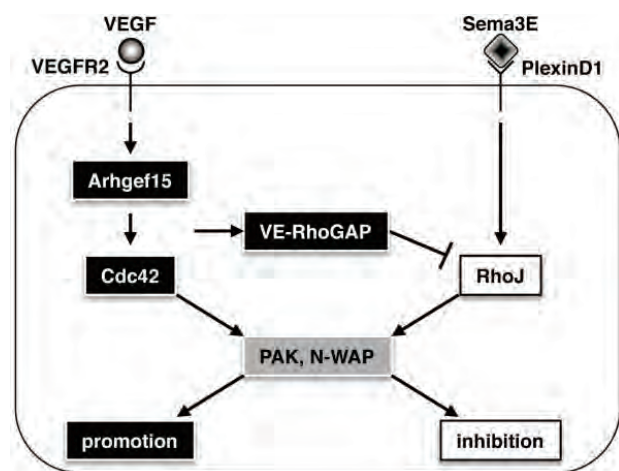 VEGF
Sema3E
VEGFR2
PlexinD1
Arhgef15
VE-RhoGAP
Cdc42
RhoJ
PAK, N-WAP
promotion
inhibition